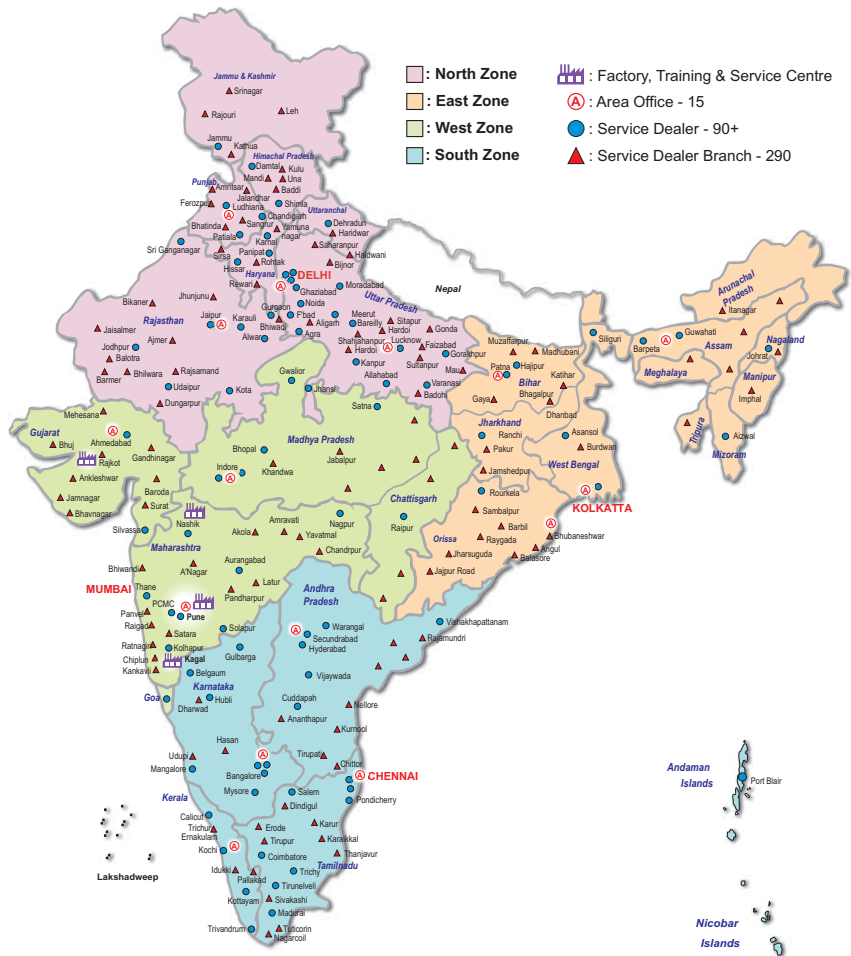 : North Zone
: East Zone
: West Zone
: South Zone
: Factory, Training & Service Centre
A : Area Office - 15
: Service Dealer - 90+
: Service Dealer Branch - 290
Jammu & Kashmir
Srinagar
Leh
Rajouri
Jammu
Kathua
Himachal Pradesh
Damtal
Kulu
Mandi
Una
Baddi
Punjab
Amritsar
Jalandhar
Ferozpur
Ludhiana
Shimla
Chandigarh
Uttaranchal
Bhatinda
Sangrur
Yamuna
nagar
Dehradun
Haridwar
Patiala
Karnal
Saharanpur
Sri Ganganagar
Sirsa
Panipat
Haldwani
Hissar
Rohtak
Bijnor
Haryana
DELHI
Rewari
Ghaziabad
Moradabad
Nepal
Noida
Uttar Pradesh
Bikaner
Jhunjunu
Gurgaon
Jaipur
Karauli
F'bad
Meerut
Sitapur
Bhiwadi
Aligarh
Bareilly
Hardoi
Gonda
Jaisalmer
Rajasthan
Alwar
Agra
Shahahanpur
Lucknow
Faizabad
Jodhpur
Ajmer
Hardoi
Gorakhpur
Balotra
Kanpur
Sultanpur
Mau
Barmer
Bhilwara
Rajsamand
Gwalior
Allahabad
Varanasi
Udaipur
Kota
Jhansi
Badohi
Dungarpur
Satna
Arunachal
Pradesh
Itanagar
Siliguri
Guwahati
Barpeta
Assam
Nagaland
Johrat
Meghalaya
Manipur
Imphal
Tripura
Aizwal
Mizoram
Muzaffarpur
Madhubani
Patna
Hajipur
Bihar
Katihar
Gaya
Bhagalpur
Dhanbad
Jharkhand
Ranchi
Pakur
Jamshedpur
Asansol
Burdwan
West Bengal
KOLKATTA
Mehesana
Gujarat
Ahmedabad
Bhuj
Rajkot
Gandhinagar
Ankleshwar
Baroda
Jamnagar
Surat
Bhavnagar
Silvassa
Madhya Pradesh
Bhopal
Indore
Khandwa
Jabalpur
Chattisgarh
Raipur
Rourkela
Sambalpur
Barbil
Orissa
Raygada
Bhubaneshwar
Jharsuguda
Angul
Balasore
Jajpur Road
Nashik
Maharashtra
Amravati
Nagpur
Akola
Yavatmal
Chandrpur
Aurangabad
Bhiwandi
A'Nagar
Latur
MUMBAI
Thane
Pandharpur
PCMC
Panvel
Pune
Raigad
Satara
Solapur
Ratnagiri
Kolhapur
Gulbarga
Chiplun
Kagal
Kankavli
Belgaum
Andhra
Pradesh
Vishakhapattanam
Warangal
Secundrabad
Hyderabad
Rajamundri
Vijaywada
Karnataka
Goa
Hubli
Dharwad
Cuddapah
Nellore
Ananthapur
Kurnool
Hasan
Udupi
Tirupati
Chittor
Mangalore
Bangalore
CHENNAI
Mysore
Salem
Pondicherry
Kerala
Dindigul
Calicut
Trichur
Ernakulam
Erode
Karur
Tirupur
Karaikkal
Kochi
Coimbatore
Thanjavur
Idukki
Pallakad
Trichy
Tamilnadu
Tirunelveli
Kottayam
Sivakashi
Madurai
Trivandrum
Tuticorin
Nagarcoil
Lakshadweep
Andaman
Islands
Port Blair
Nicobar
Islands